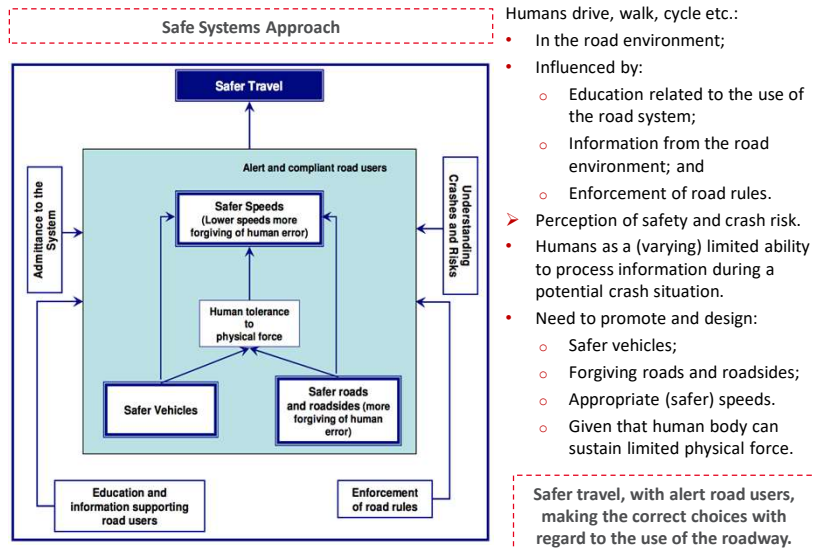 Safe Systems Approach
Safer Travel
Alert and compliant road users
Admittance to the
System
Understanding
Crashes and Risks
Safer Speeds
(Lower speeds more
forgiving of human error)
Human tolerance
to
physical force
Safer Vehicles
Safer roads
and roadsides (more
forgiving of human
error)
Education and
information supporting
road users
Enforcement
of road rules
Humans drive, walk, cycle etc.:
• In the road environment;
• Influenced by:
o Education related to the use of
the road system;
o Information from the road
environment; and
o Enforcement of road rules.
➢ Perception of safety and crash risk.
• Humans as a (varying) limited ability
to process information during a
potential crash situation.
• Need to promote and design:
o Safer vehicles;
o Forgiving roads and roadsides;
o Appropriate (safer) speeds.
o Given that human body can
sustain limited physical force.
Safer travel, with alert road users,
making the correct choices with
regard to the use of the roadway.